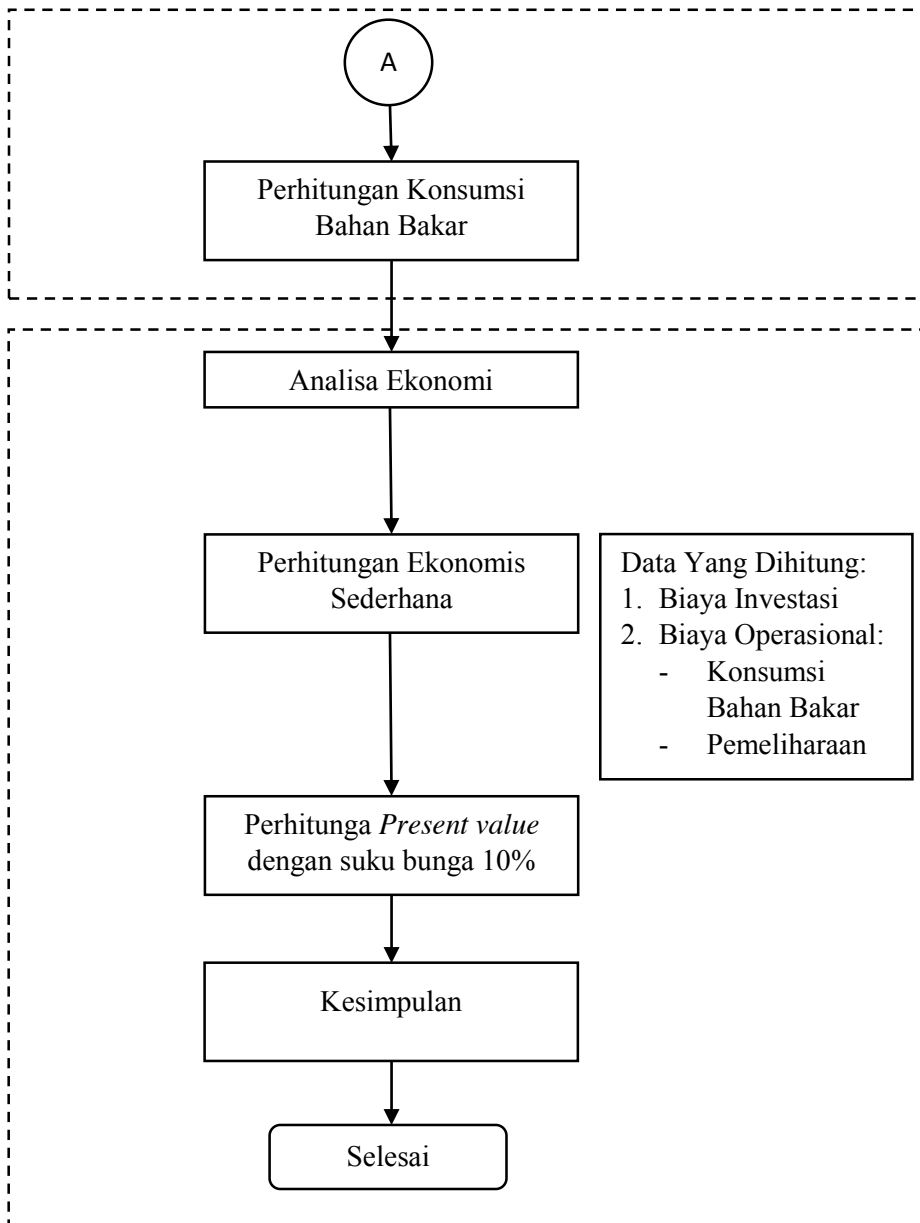 A
Perhitungan Konsumsi
Bahan Bakar
Analisa Ekonomi
Perhitungan Ekonomis
Sederhana
Data Yang Dihitung:
1. Biaya Investasi
2. Biaya Operasional:
- Konsumsi
Bahan Bakar
- Pemeliharaan
Perhitunga Present value
dengan suku bunga 10%
Kesimpulan
Selesai